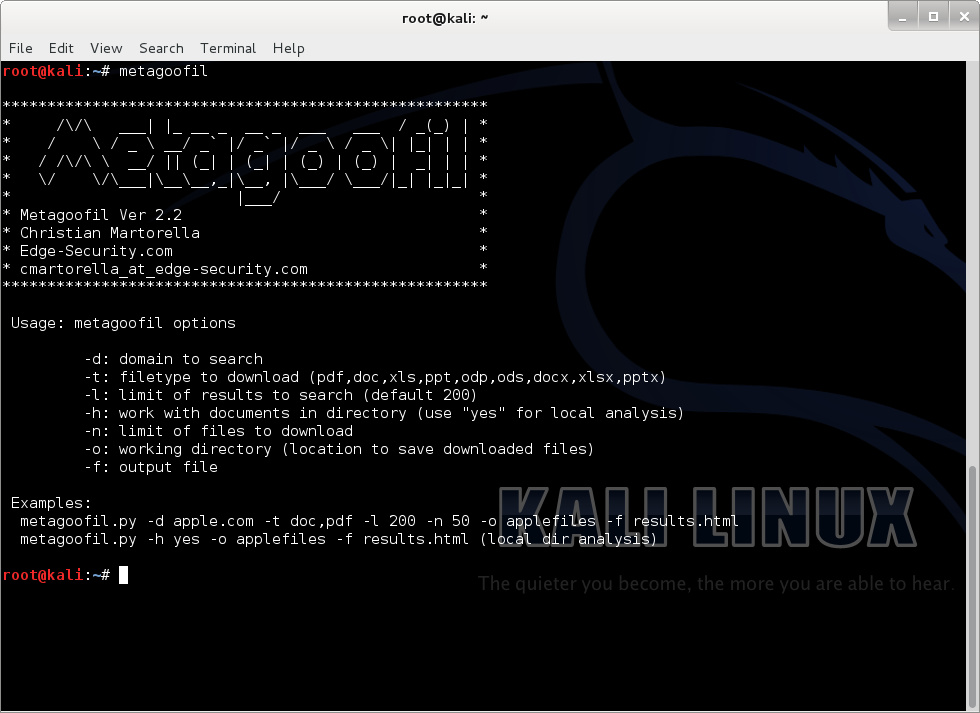 root@kali: ~
File Edit View Search Terminal Help
root@kali:~# metagoofil
******************************************************
*     /\/\   ___| |_ __ _  __ _  ___   ___  / _(_) | *
*    /    \ / _ \ __/ _` |/ _` |/ _ \ / _ \| |_| | | *
*   / /\/\ \  __/ || (_| | (_| | (_) | (_) |  _| | | *
*   \/    \/\___|\__\__,_|\__, |\___/ \___/|_| |_|_| *
*                         |___/                      *
* Metagoofil Ver 2.2                                 *
* Christian Martorella                               *
* Edge-Security.com                                  *
* cmartorella_at_edge-security.com                   *
******************************************************
Usage: metagoofil options
-d: domain to search
-t: filetype to download (pdf,doc,xls,ppt,odp,ods,docx,xlsx,pptx)
-l: limit of results to search (default 200)
-h: work with documents in directory (use "yes" for local analysis)
-n: limit of files to download
-o: working directory (location to save downloaded files)
-f: output file
Examples:
metagoofil.py -d apple.com -t doc,pdf -l 200 -n 50 -o applefiles -f results.html
metagoofil.py -h yes -o applefiles -f results.html (local dir analysis)
root@kali:~#
KALI LINUX
The quieter you become, the more you are able to hear.